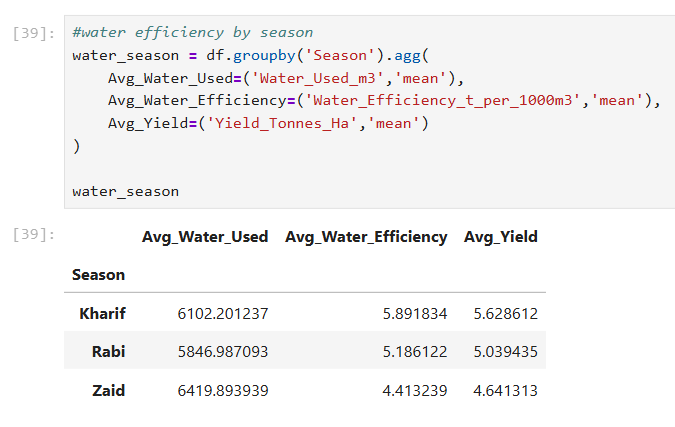 [39]: #water efficiency by season
water_season = df.groupby('Season').agg(
    Avg_Water_Used=('Water_Used_m3','mean'),
    Avg_Water_Efficiency=('Water_Efficiency_t_per_1000m3','mean'),
    Avg_Yield=('Yield_Tonnes_Ha','mean')
)
water_season
[39]: Avg_Water_Used Avg_Water_Efficiency Avg_Yield
Season
Kharif 6102.201237 5.891834 5.628612
Rabi 5846.987093 5.186122 5.039435
Zaid 6419.893939 4.413239 4.641313